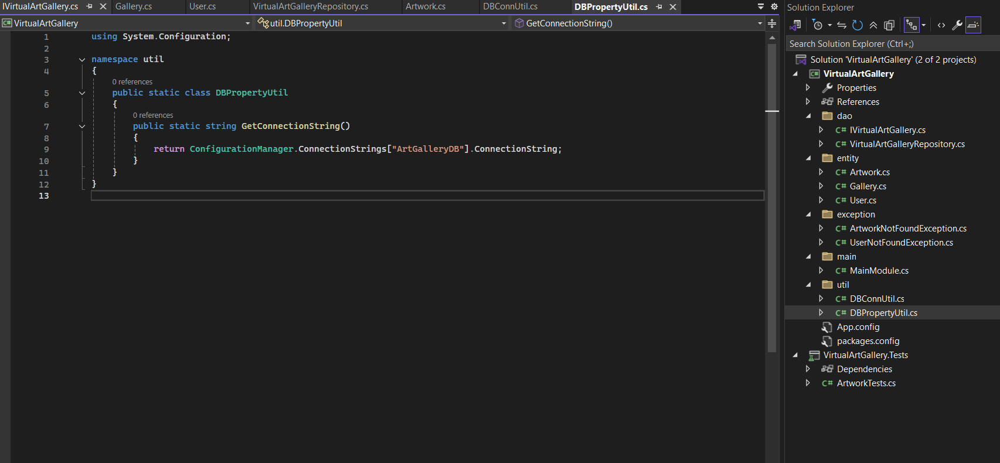 IVirtualArtGallery.cs
Gallery.cs
User.cs
VirtualArtGalleryRepository.cs
Artwork.cs
DBConnUtil.cs
DBPropertyUtil.cs
VirtualArtGallery
util.DBPropertyUtil
GetConnectionString()
1 using System.Configuration;
2
3 namespace util
4 {
0 references
5 public static class DBPropertyUtil
6 {
0 references
7 public static string GetConnectionString()
8 {
9 return ConfigurationManager.ConnectionStrings["ArtGalleryDB"].ConnectionString;
10 }
11 }
12 }
13
Solution Explorer
Search Solution Explorer (Ctrl+;)
Solution 'VirtualArtGallery' (2 of 2 projects)
C# VirtualArtGallery
Properties
References
dao
C# IVirtualArtGallery.cs
C# VirtualArtGalleryRepository.cs
entity
C# Artwork.cs
C# Gallery.cs
C# User.cs
exception
C# ArtworkNotFoundException.cs
C# UserNotFoundException.cs
main
C# MainModule.cs
util
C# DBConnUtil.cs
C# DBPropertyUtil.cs
App.config
packages.config
VirtualArtGallery.Tests
Dependencies
C# ArtworkTests.cs